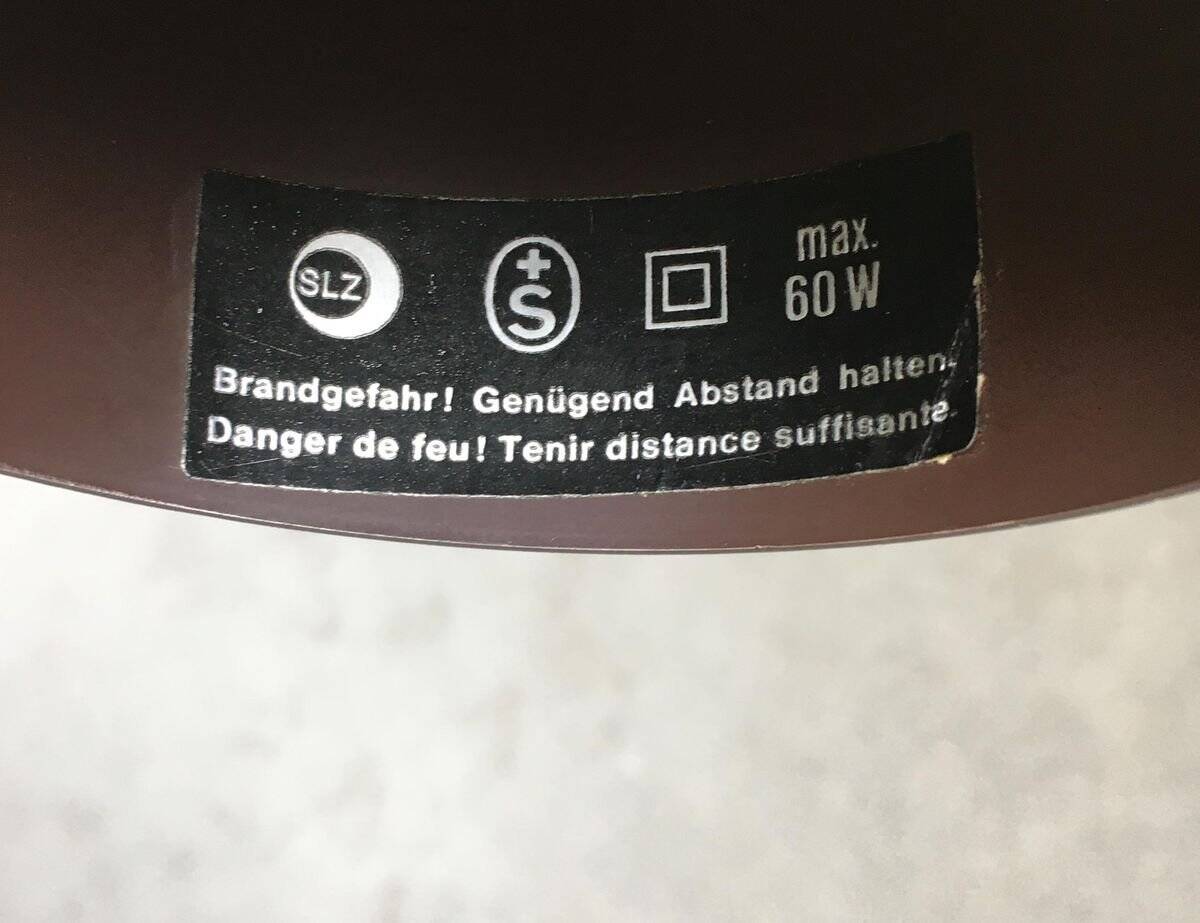 SLZ
+
S
max.
60 W
Brandgefahr! Genügend Abstand halten.
Danger de feu! Tenir distance suffisante.